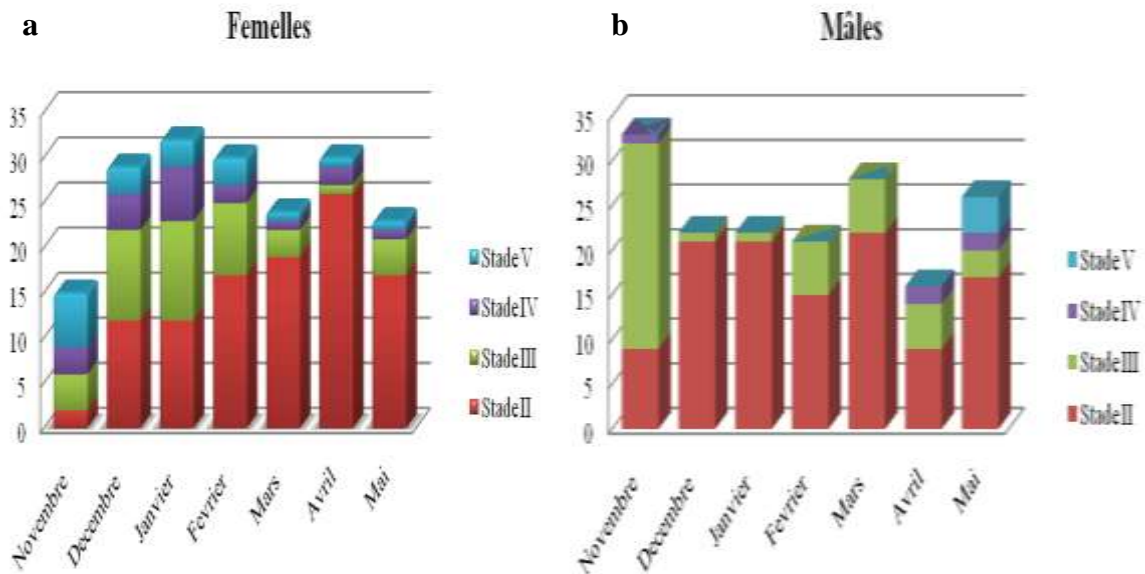 a
Femelles
35
30
25
20
15
10
5
0
Novembre
Decembre
Janvier
Fevrier
Mars
Avril
Mai
Stade V
Stade IV
Stade III
Stade II
b
Mâles
35
30
25
20
15
10
5
0
Novembre
Decembre
Janvier
Fevrier
Mars
Avril
Mai
Stade V
Stade IV
Stade III
Stade II